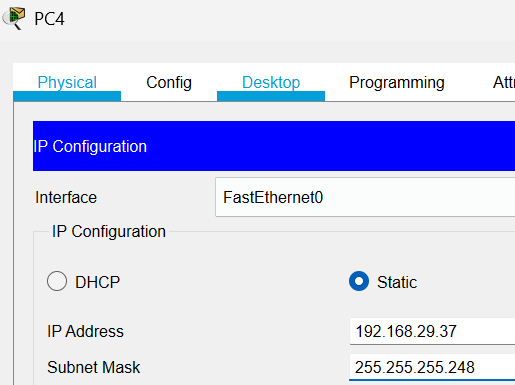 PC4
Physical Config Desktop Programming Att
IP Configuration
Interface FastEthernet0
IP Configuration
DHCP Static
IP Address 192.168.29.37
Subnet Mask 255.255.255.248